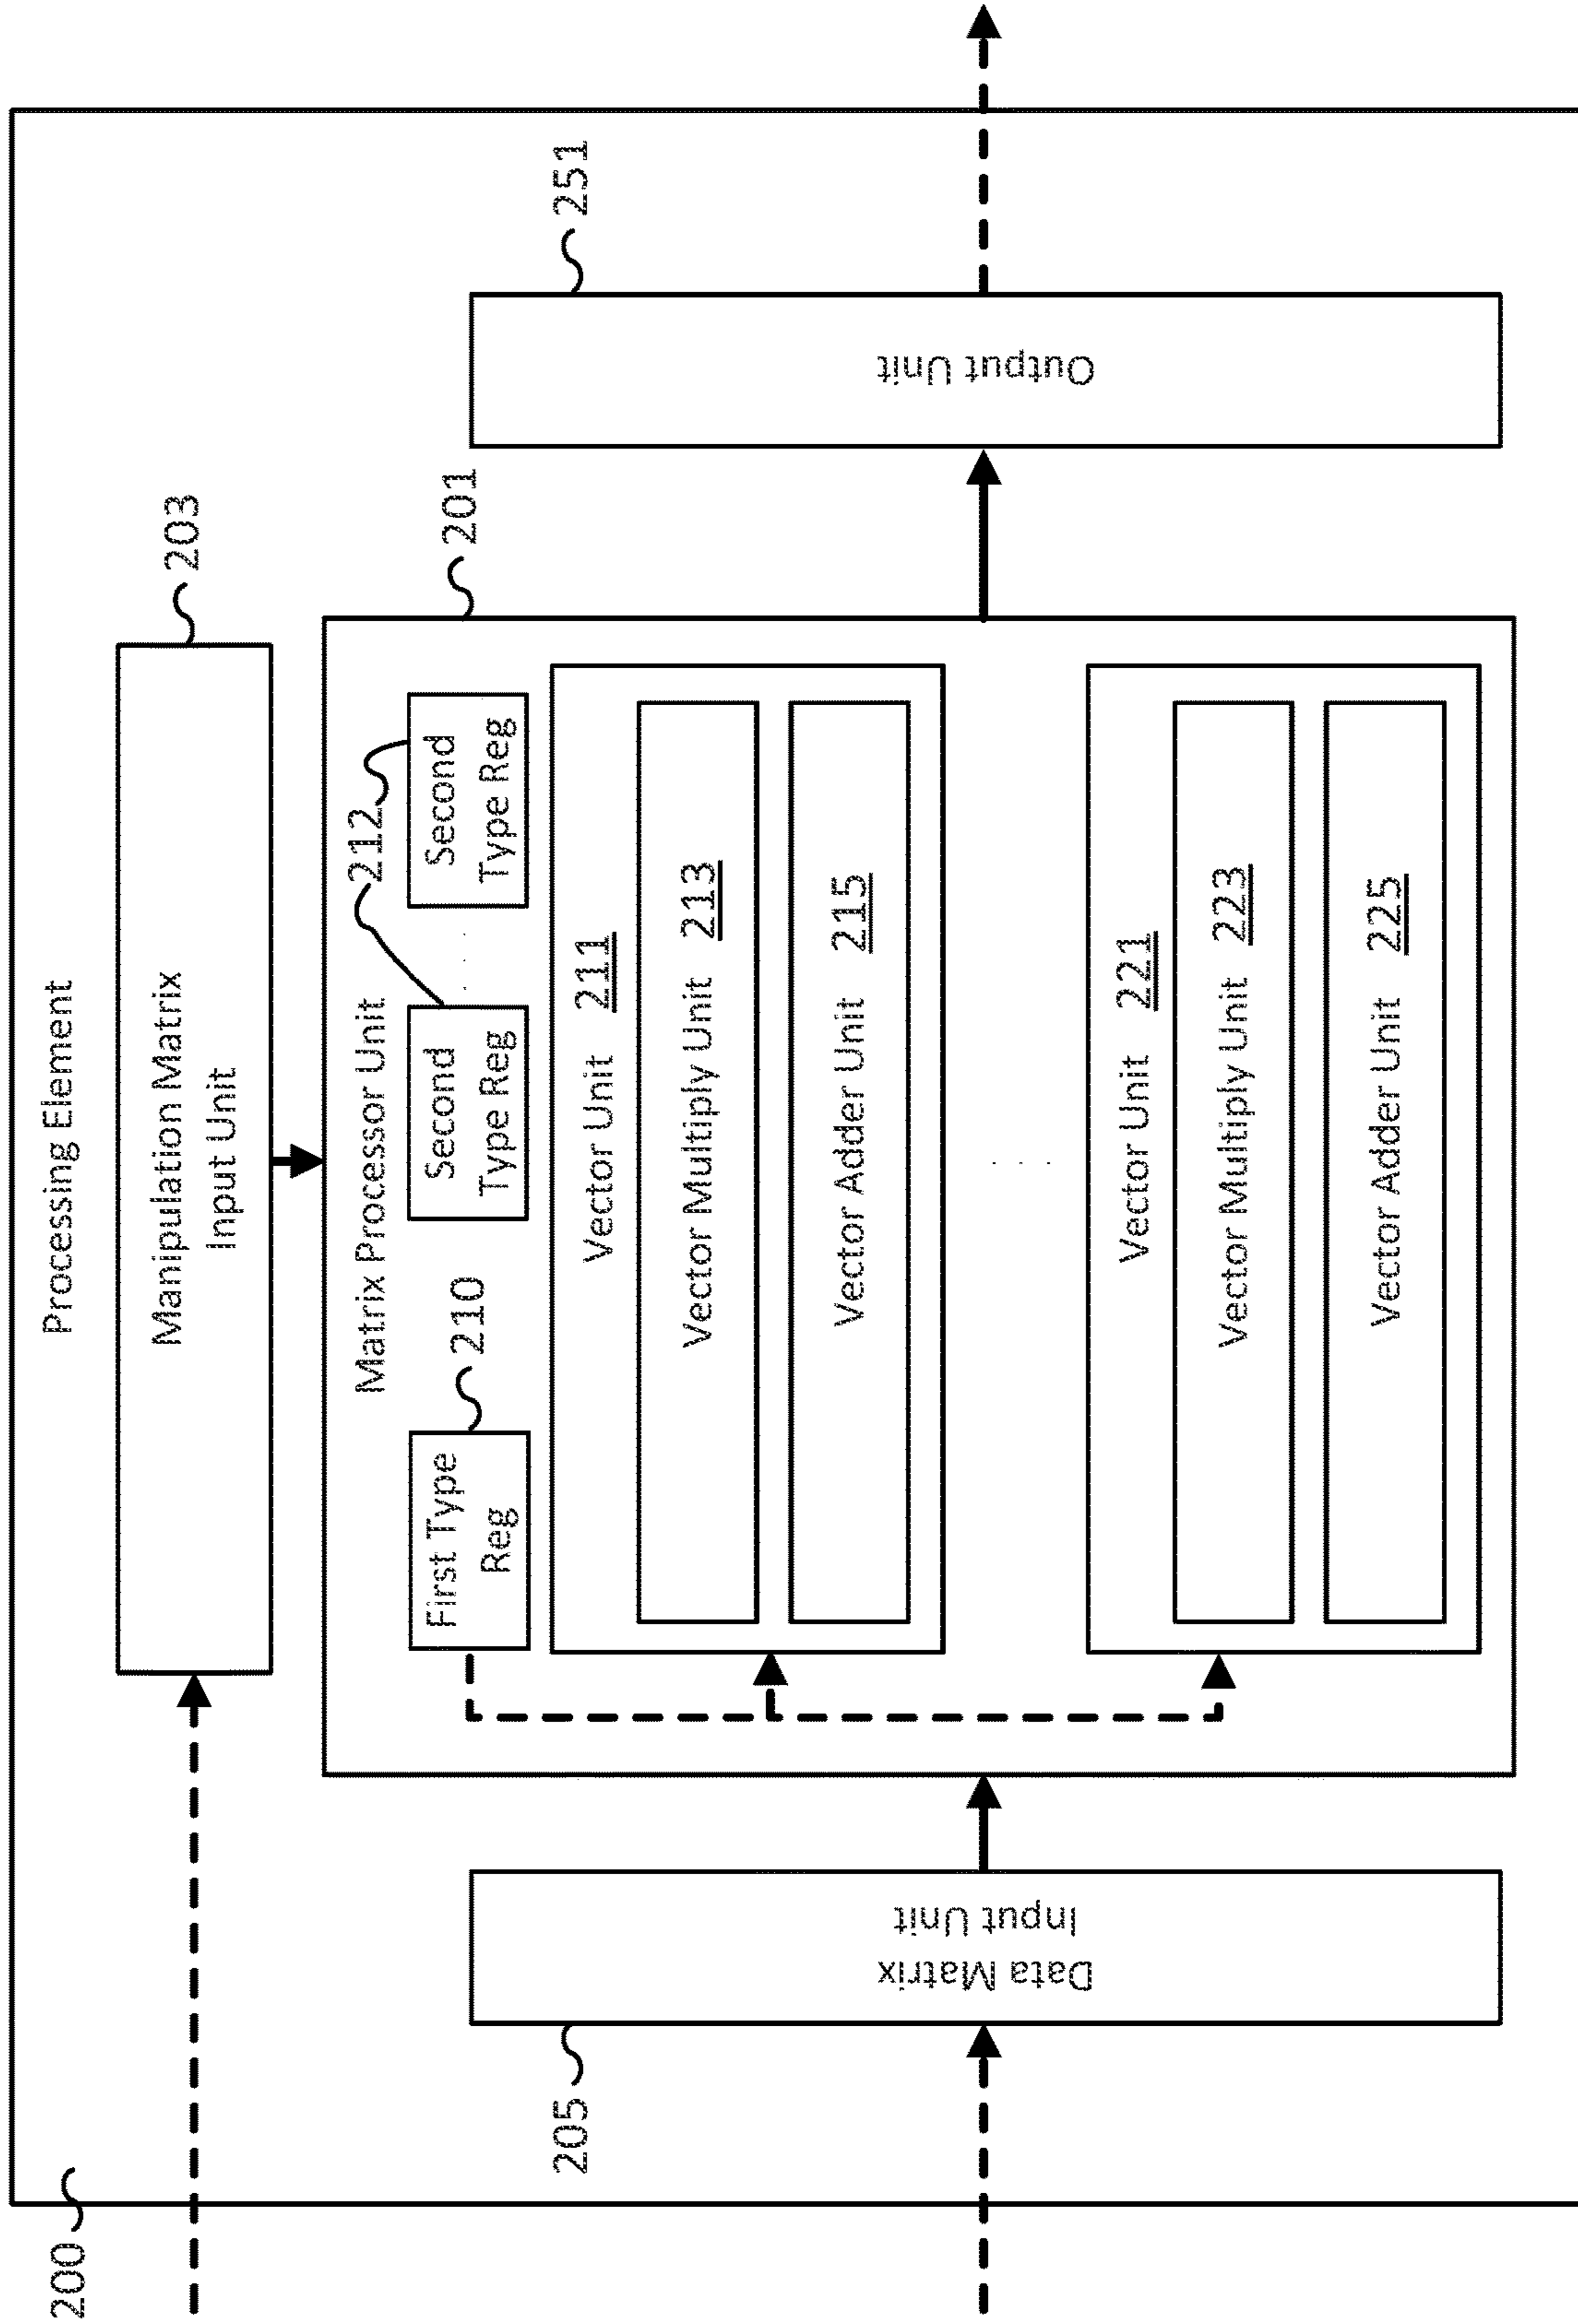 200
Processing Element
Manipulation Matrix
Input Unit
203
Matrix Processor Unit
201
212
First Type
Reg
210
Second
Type Reg
. . .
Second
Type Reg
Vector Unit 211
Vector Multiply Unit 213
Vector Adder Unit 215
. . .
Vector Unit 221
Vector Multiply Unit 223
Vector Adder Unit 225
205
Data Matrix
Input Unit
251
Output Unit